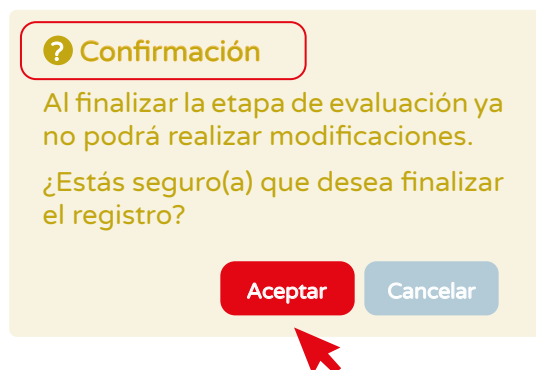 ? Confirmación
Al finalizar la etapa de evaluación ya
no podrá realizar modificaciones.
¿Estás seguro(a) que desea finalizar
el registro?
Aceptar Cancelar